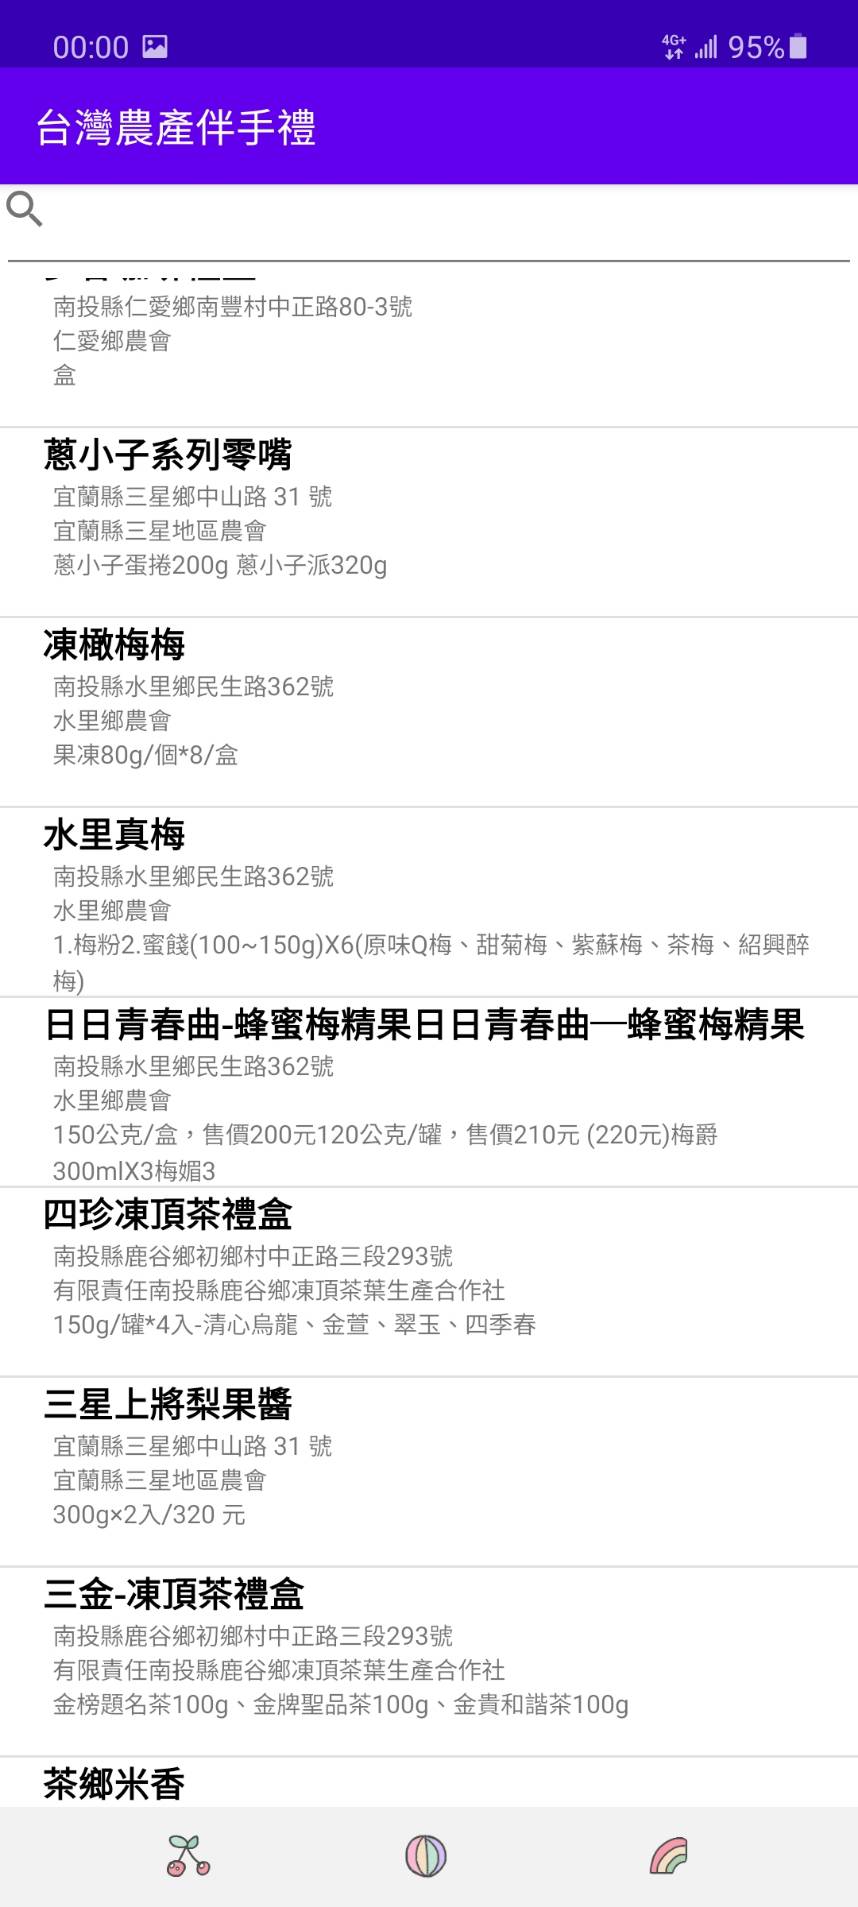 00:00
4G+ 95%
台灣農產伴手禮
南投縣仁愛鄉南豐村中正路80-3號
仁愛鄉農會
盒
蔥小子系列零嘴
宜蘭縣三星鄉中山路 31 號
宜蘭縣三星地區農會
蔥小子蛋捲200g 蔥小子派320g
凍橄梅梅
南投縣水里鄉民生路362號
水里鄉農會
果凍80g/個*8/盒
水里真梅
南投縣水里鄉民生路362號
水里鄉農會
1.梅粉2.蜜餞(100~150g)X6(原味Q梅、甜菊梅、紫蘇梅、茶梅、紹興醉
梅)
日日青春曲-蜂蜜梅精果日日青春曲—蜂蜜梅精果
南投縣水里鄉民生路362號
水里鄉農會
150公克/盒，售價200元120公克/罐，售價210元 (220元)梅爵
300mlX3梅媚3
四珍凍頂茶禮盒
南投縣鹿谷鄉初鄉村中正路三段293號
有限責任南投縣鹿谷鄉凍頂茶葉生產合作社
150g/罐*4入-清心烏龍、金萱、翠玉、四季春
三星上將梨果醬
宜蘭縣三星鄉中山路 31 號
宜蘭縣三星地區農會
300g×2入/320 元
三金-凍頂茶禮盒
南投縣鹿谷鄉初鄉村中正路三段293號
有限責任南投縣鹿谷鄉凍頂茶葉生產合作社
金榜題名茶100g、金牌聖品茶100g、金貴和諧茶100g
茶鄉米香